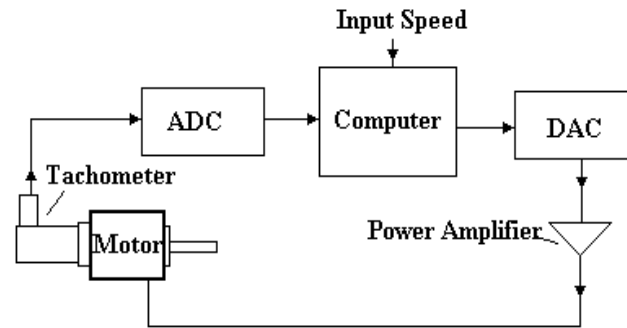 Input Speed
ADC
Computer
DAC
Tachometer
Motor
Power Amplifier